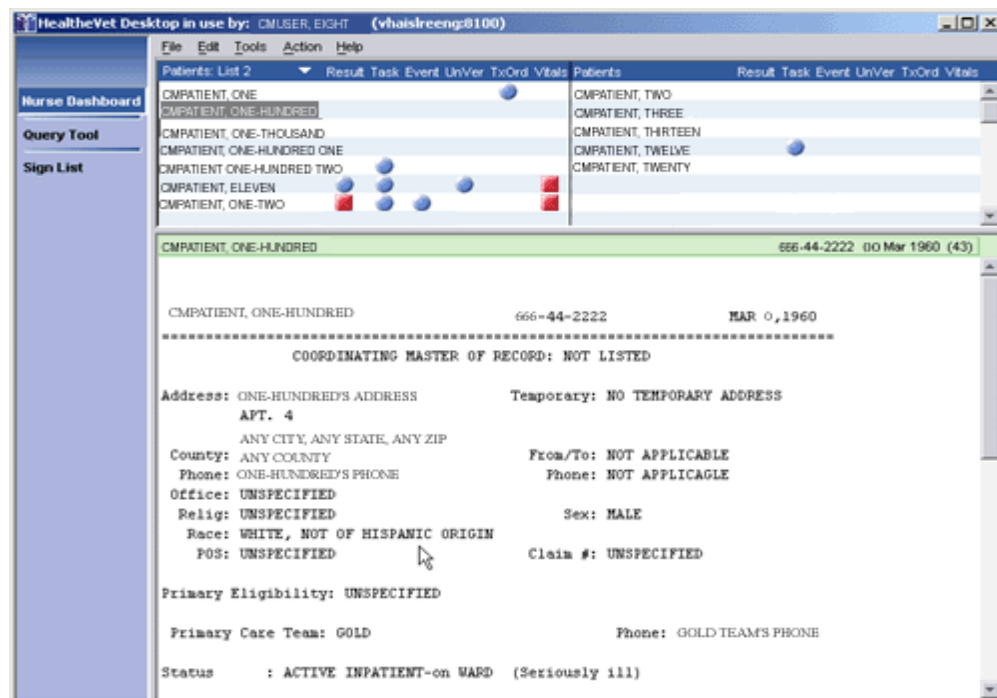 HealtheVet Desktop in use by: CMUSER, EIGHT (vhaislreeng:8100)
File Edit Tools Action Help
Nurse Dashboard
Query Tool
Sign List
Patients: List 2 Result Task Event UnVer TxOrd Vitals
CMPATIENT, ONE
CMPATIENT, ONE-HUNDRED
CMPATIENT, ONE-THOUSAND
CMPATIENT, ONE-HUNDRED ONE
CMPATIENT ONE-HUNDRED TWO
CMPATIENT, ELEVEN
CMPATIENT, ONE-TWO
Patients Result Task Event UnVer TxOrd Vitals
CMPATIENT, TWO
CMPATIENT, THREE
CMPATIENT, THIRTEEN
CMPATIENT, TWELVE
CMPATIENT, TWENTY
CMPATIENT, ONE-HUNDRED 666-44-2222 00 Mar 1960 (43)
CMPATIENT, ONE-HUNDRED 666-44-2222 MAR 0,1960
================================================================================
COORDINATING MASTER OF RECORD: NOT LISTED
Address: ONE-HUNDRED'S ADDRESS Temporary: NO TEMPORARY ADDRESS
APT. 4
ANY CITY, ANY STATE, ANY ZIP
County: ANY COUNTY From/To: NOT APPLICABLE
Phone: ONE-HUNDRED'S PHONE Phone: NOT APPLICAGLE
Office: UNSPECIFIED
Relig: UNSPECIFIED Sex: MALE
Race: WHITE, NOT OF HISPANIC ORIGIN
POS: UNSPECIFIED Claim #: UNSPECIFIED
Primary Eligibility: UNSPECIFIED
Primary Care Team: GOLD Phone: GOLD TEAM'S PHONE
Status : ACTIVE INPATIENT-on WARD (Seriously ill)